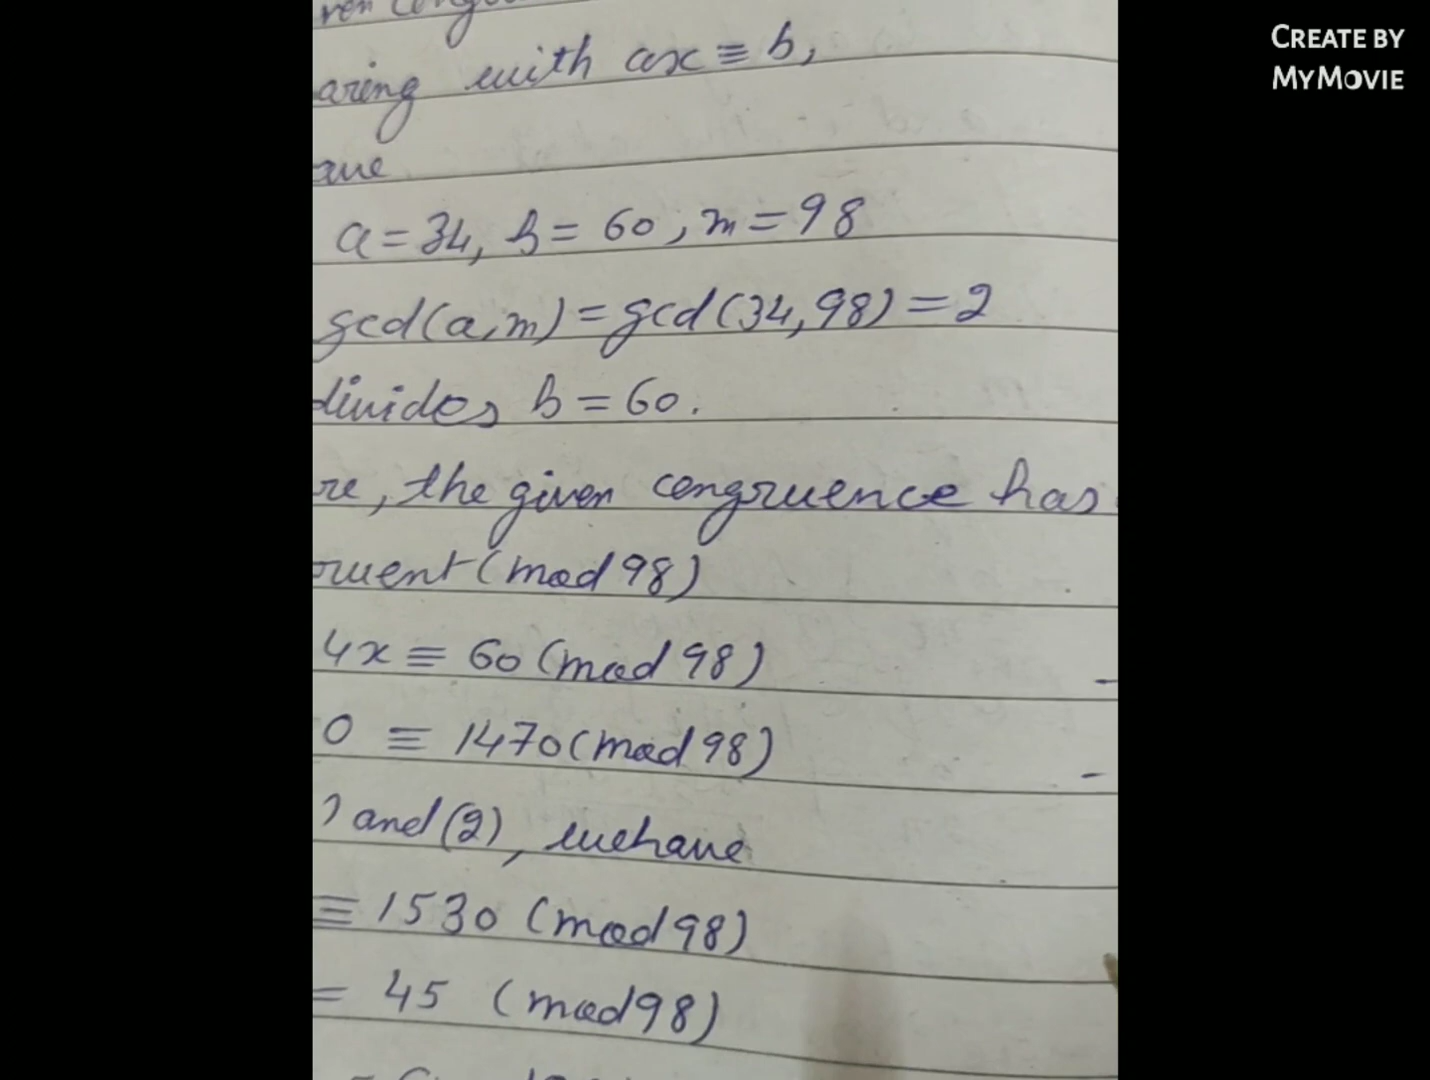 CREATE BY
MYMOVIE
aring with ax ≡ b,
ave
a = 34, b = 60, m = 98
gcd(a,m) = gcd(34,98) = 2
divides b = 60.
re, the given congruence has
ruent (mod 98)
4x ≡ 60 (mod 98)
0 ≡ 1470 (mod 98)
) and (2), we have
≡ 1530 (mod 98)
= 45 (mod 98)